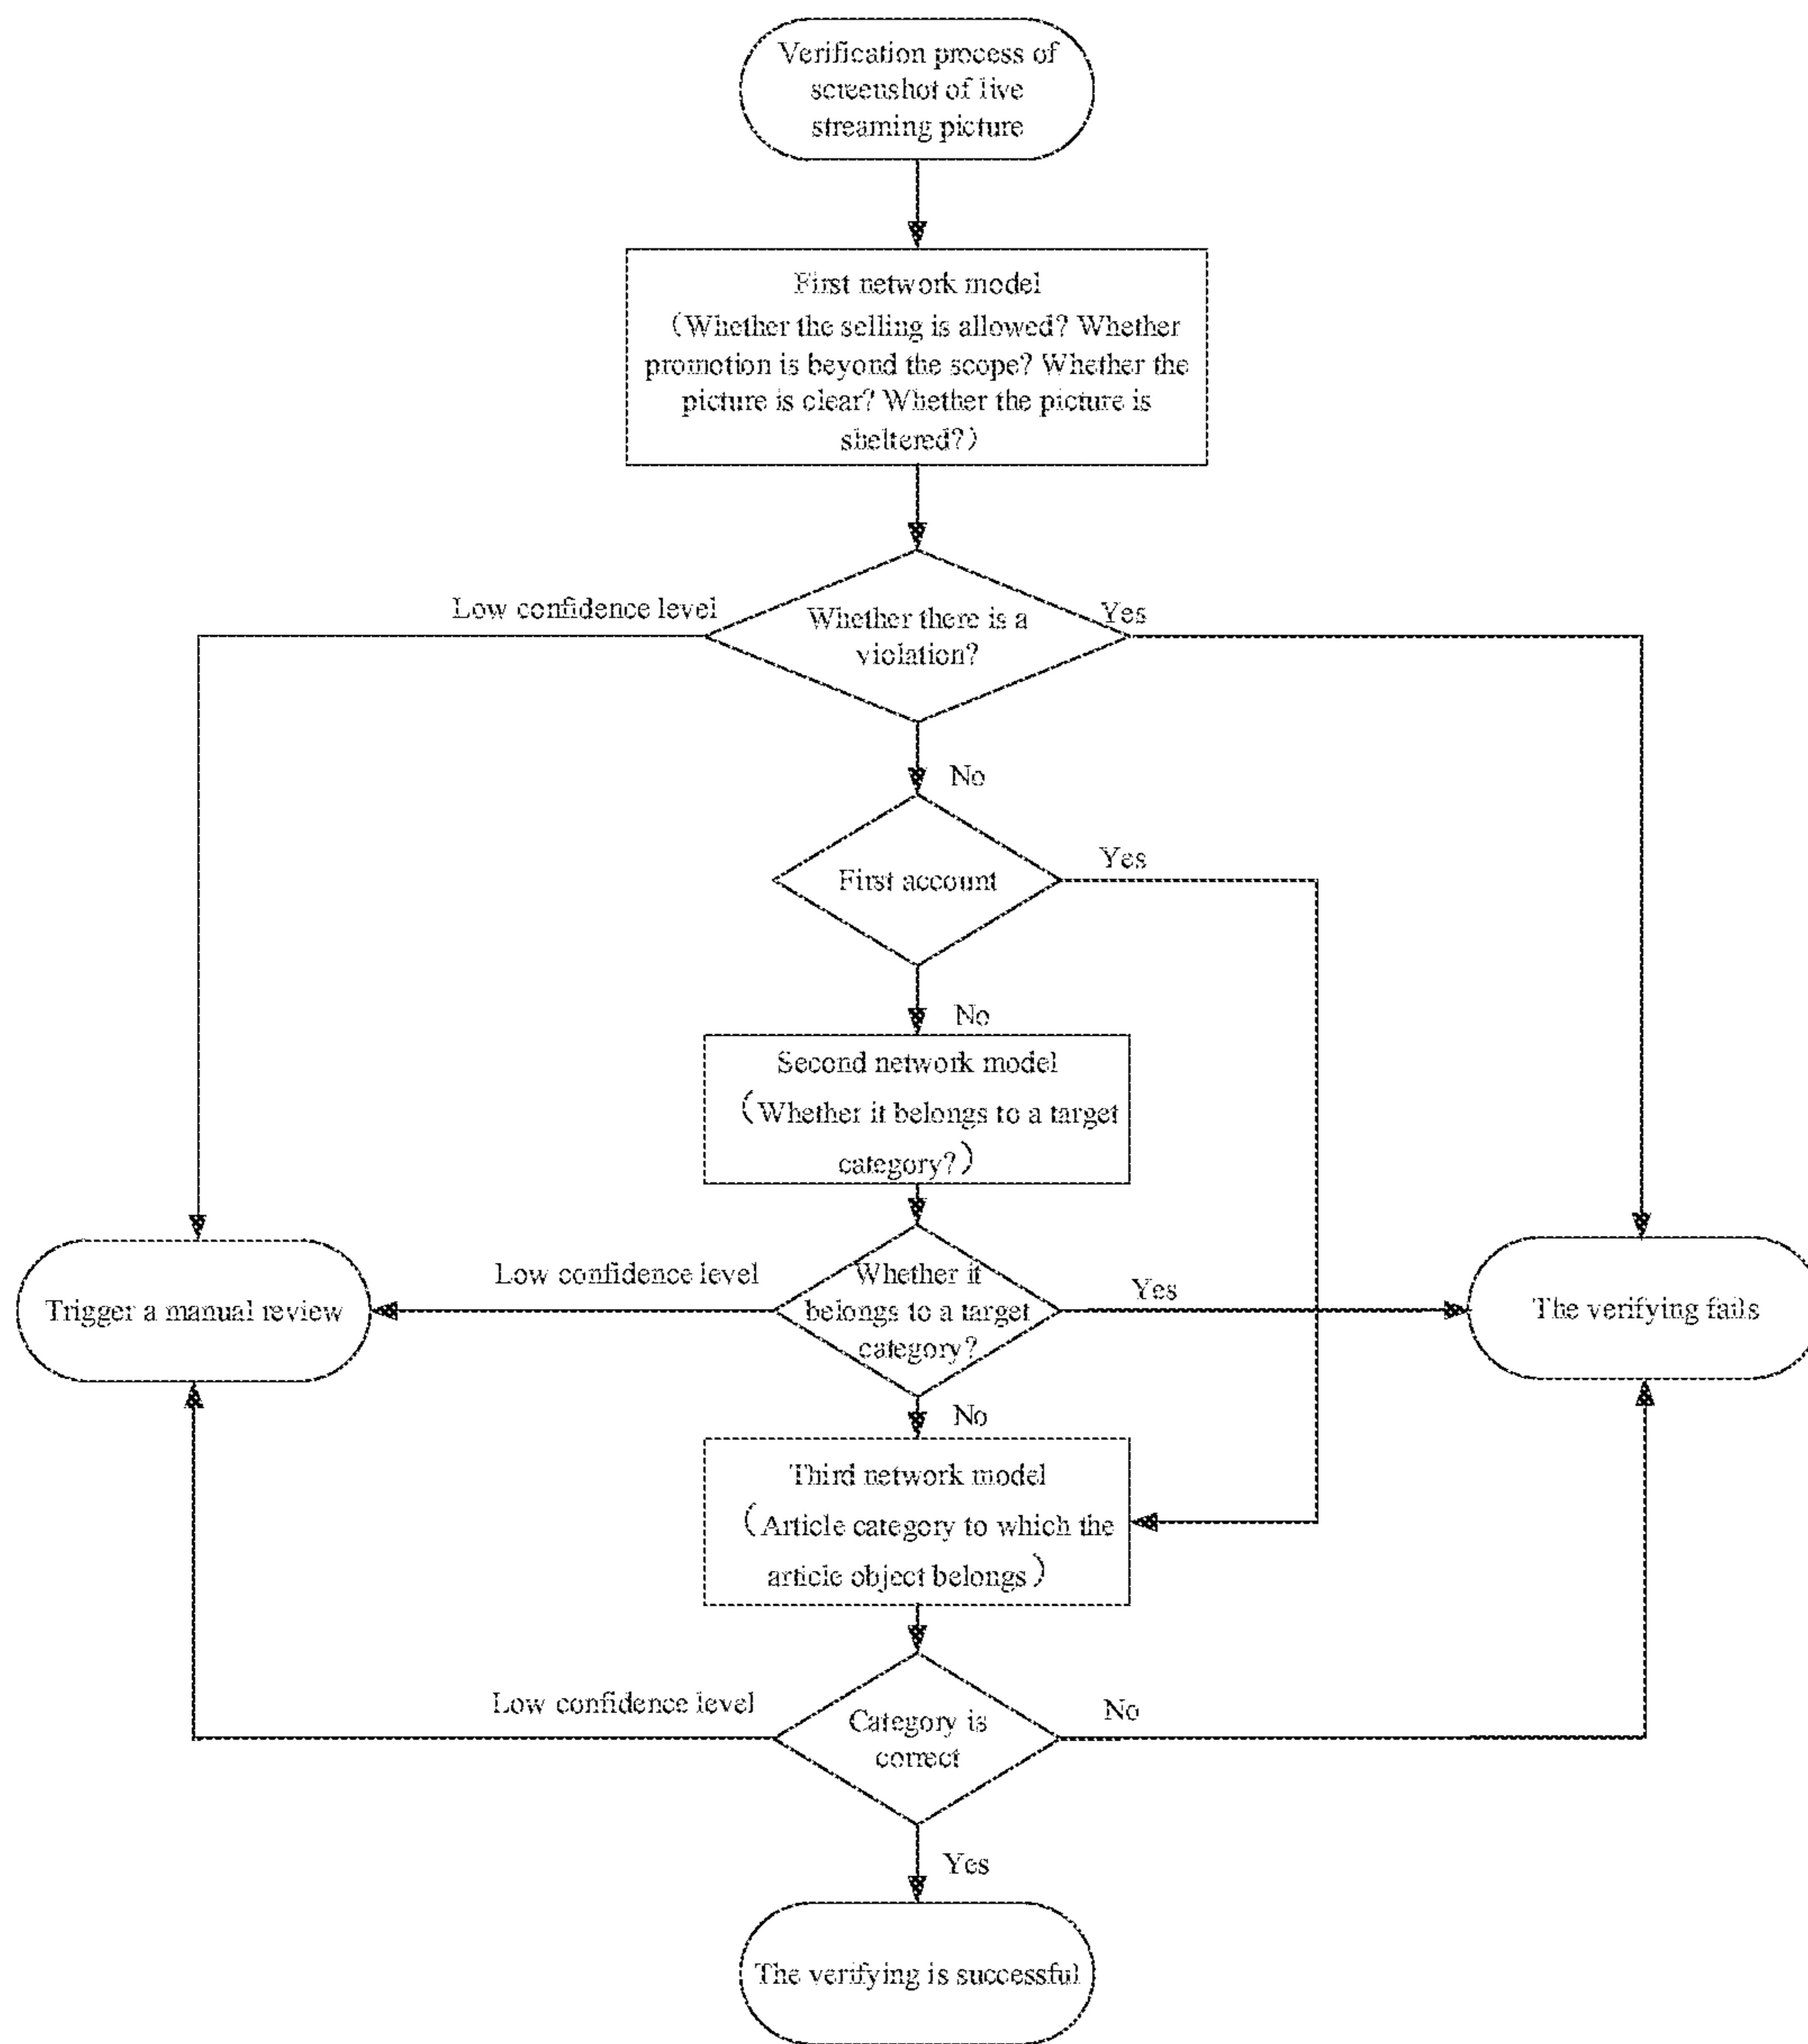 Verification process of
screenshot of live
streaming picture
First network model
(Whether the selling is allowed? Whether
promotion is beyond the scope? Whether the
picture is clear? Whether the picture is
sheltered?)
Low confidence level
Whether there is a
violation?
Yes
No
First account
Yes
No
Second network model
(Whether it belongs to a target
category?)
Low confidence level
Whether it
belongs to a target
category?
Yes
Trigger a manual review
The verifying fails
No
Third network model
(Article category to which the
article object belongs)
Low confidence level
Category is
correct
No
Yes
The verifying is successful